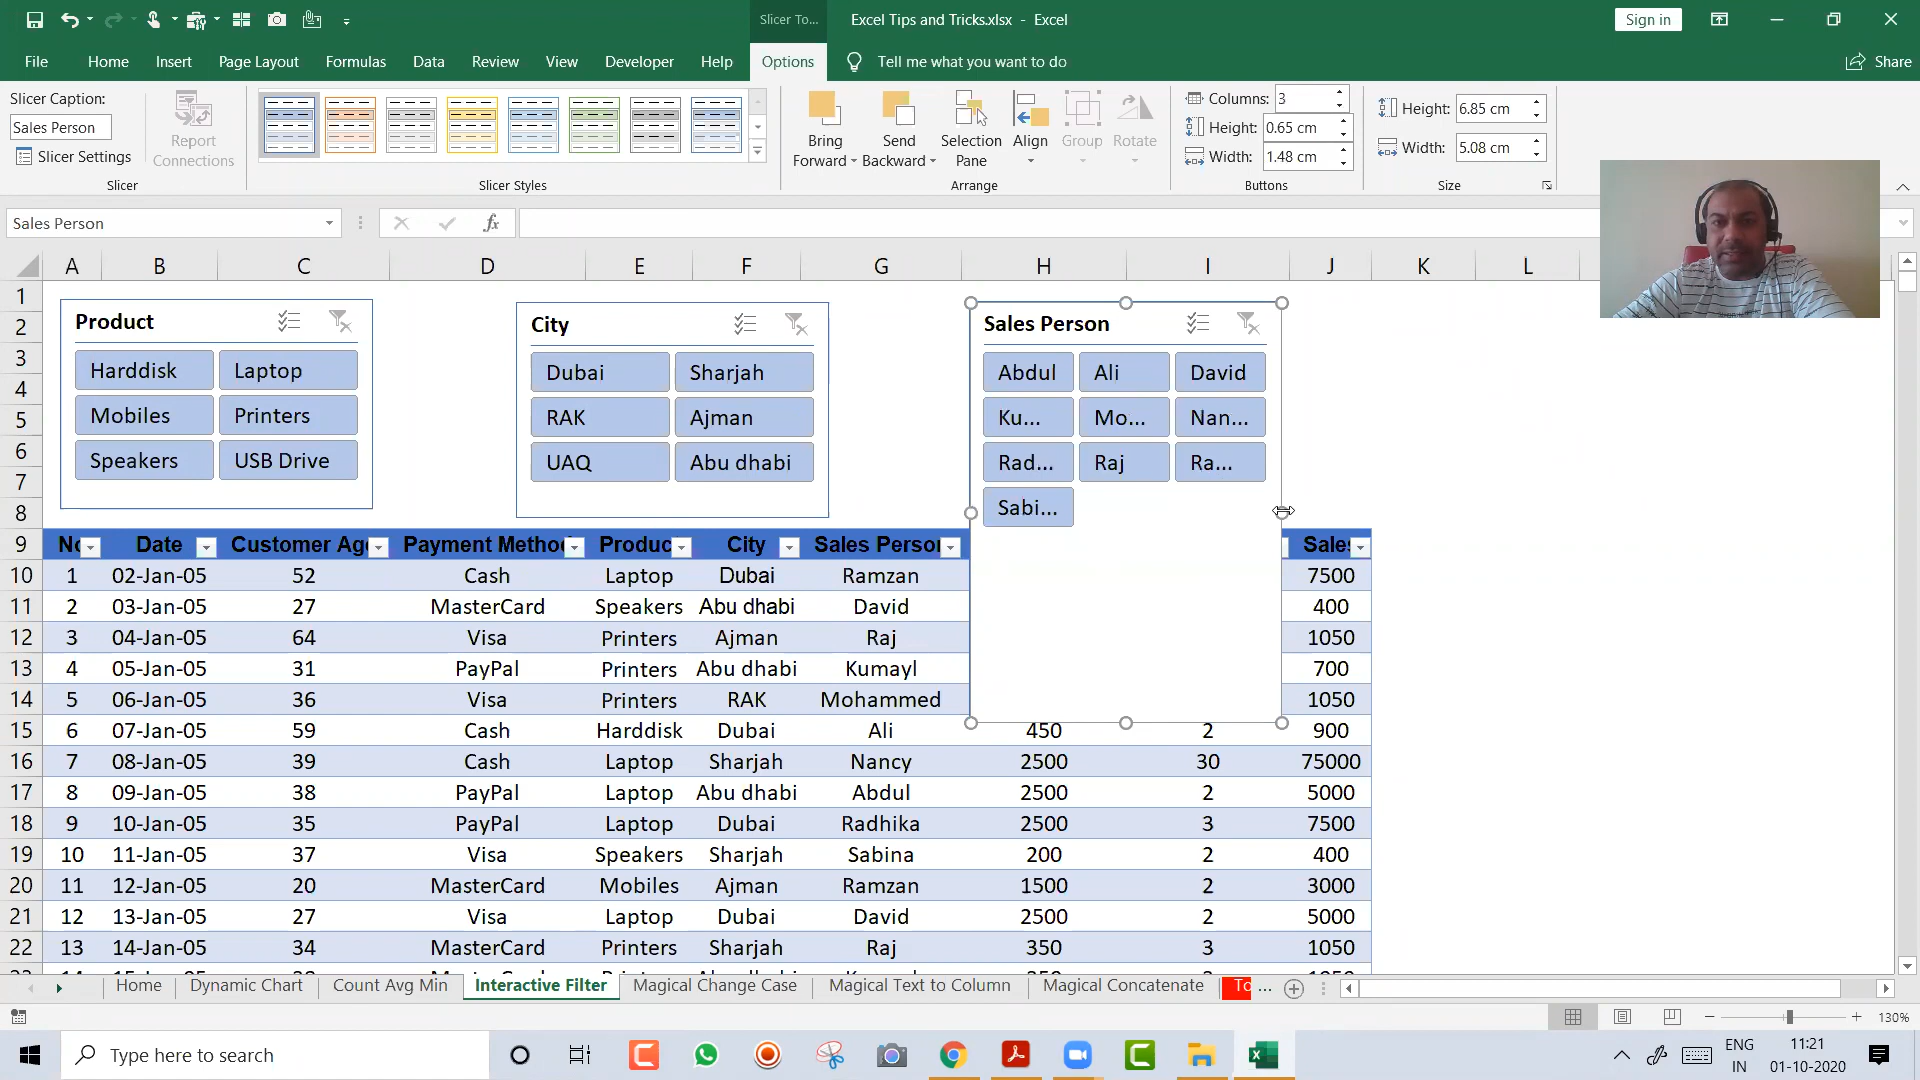 Slicer To...
Excel Tips and Tricks.xlsx - Excel
Sign in
File Home Insert Page Layout Formulas Data Review View Developer Help Options Tell me what you want to do Share
Slicer Caption:
Sales Person
Slicer Settings
Report
Connections
Slicer
Slicer Styles
Bring
Forward
Send
Backward
Selection
Pane
Align
Group
Rotate
Arrange
Columns: 3
Height: 0.65 cm
Width: 1.48 cm
Buttons
Height: 6.85 cm
Width: 5.08 cm
Size
Sales Person
fx
A B C D E F G H I J K L
1
2
3
4
5
6
7
8
Product
Harddisk Laptop
Mobiles Printers
Speakers USB Drive
City
Dubai Sharjah
RAK Ajman
UAQ Abu dhabi
Sales Person
Abdul Ali David
Ku... Mo... Nan...
Rad... Raj Ra...
Sabi...
9 No Date Customer Ag Payment Metho Produc City Sales Person Sales
10 1 02-Jan-05 52 Cash Laptop Dubai Ramzan 7500
11 2 03-Jan-05 27 MasterCard Speakers Abu dhabi David 400
12 3 04-Jan-05 64 Visa Printers Ajman Raj 1050
13 4 05-Jan-05 31 PayPal Printers Abu dhabi Kumayl 700
14 5 06-Jan-05 36 Visa Printers RAK Mohammed 1050
15 6 07-Jan-05 59 Cash Harddisk Dubai Ali 450 2 900
16 7 08-Jan-05 39 Cash Laptop Sharjah Nancy 2500 30 75000
17 8 09-Jan-05 38 PayPal Laptop Abu dhabi Abdul 2500 2 5000
18 9 10-Jan-05 35 PayPal Laptop Dubai Radhika 2500 3 7500
19 10 11-Jan-05 37 Visa Speakers Sharjah Sabina 200 2 400
20 11 12-Jan-05 20 MasterCard Mobiles Ajman Ramzan 1500 2 3000
21 12 13-Jan-05 27 Visa Laptop Dubai David 2500 2 5000
22 13 14-Jan-05 34 MasterCard Printers Sharjah Raj 350 3 1050
Home Dynamic Chart Count Avg Min Interactive Filter Magical Change Case Magical Text to Column Magical Concatenate To ...
130%
Type here to search
ENG
IN
11:21
01-10-2020